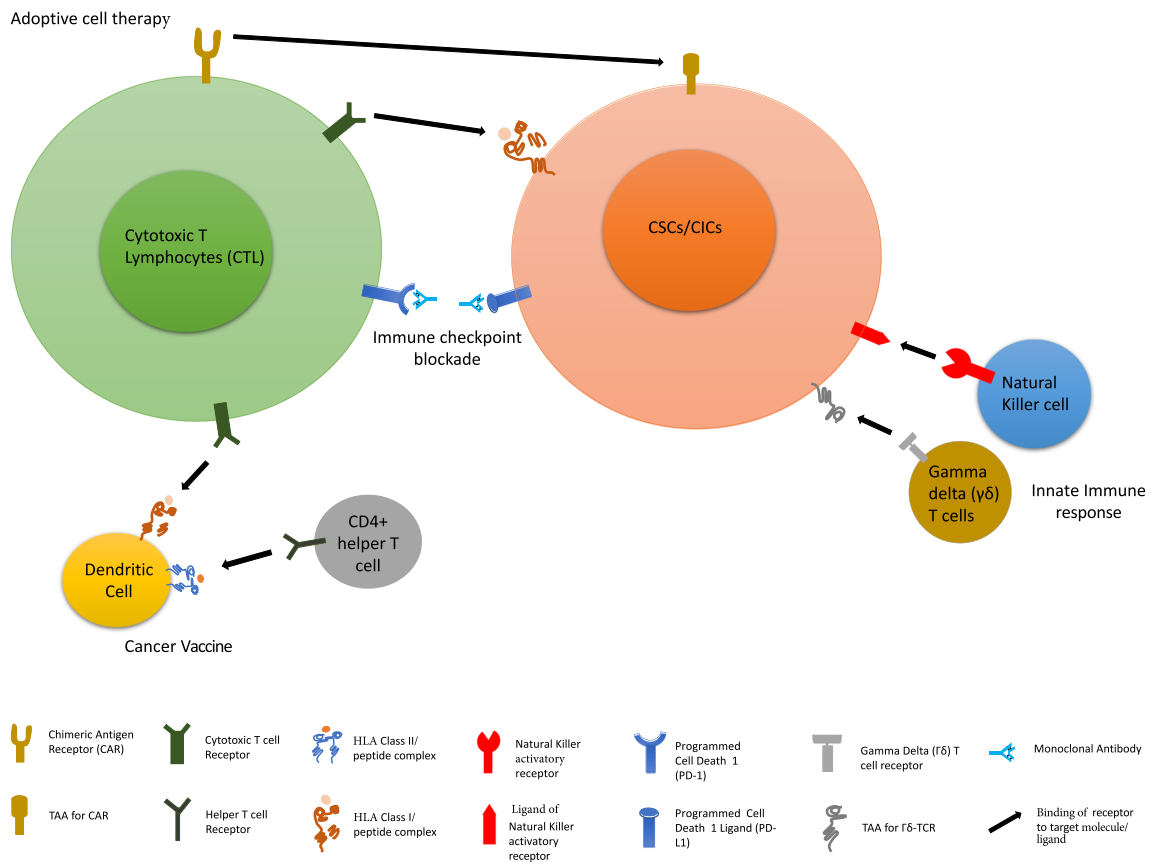 Adoptive cell therapy
Cytotoxic T
Lymphocytes (CTL)
CSCs/CICs
Immune checkpoint
blockade
Natural
Killer cell
Gamma
delta (γδ)
T cells
Innate Immune
response
CD4+
helper T
cell
Dendritic
Cell
Cancer Vaccine
Chimeric Antigen
Receptor (CAR)
Cytotoxic T cell
Receptor
HLA Class II/
peptide complex
Natural Killer
activatory
receptor
Programmed
Cell Death 1
(PD-1)
Gamma Delta (Γδ) T
cell receptor
Monoclonal Antibody
TAA for CAR
Helper T cell
Receptor
HLA Class I/
peptide complex
Ligand of
Natural Killer
activatory
receptor
Programmed Cell
Death 1 Ligand (PD-
L1)
TAA for Γδ-TCR
Binding of receptor
to target molecule/
ligand